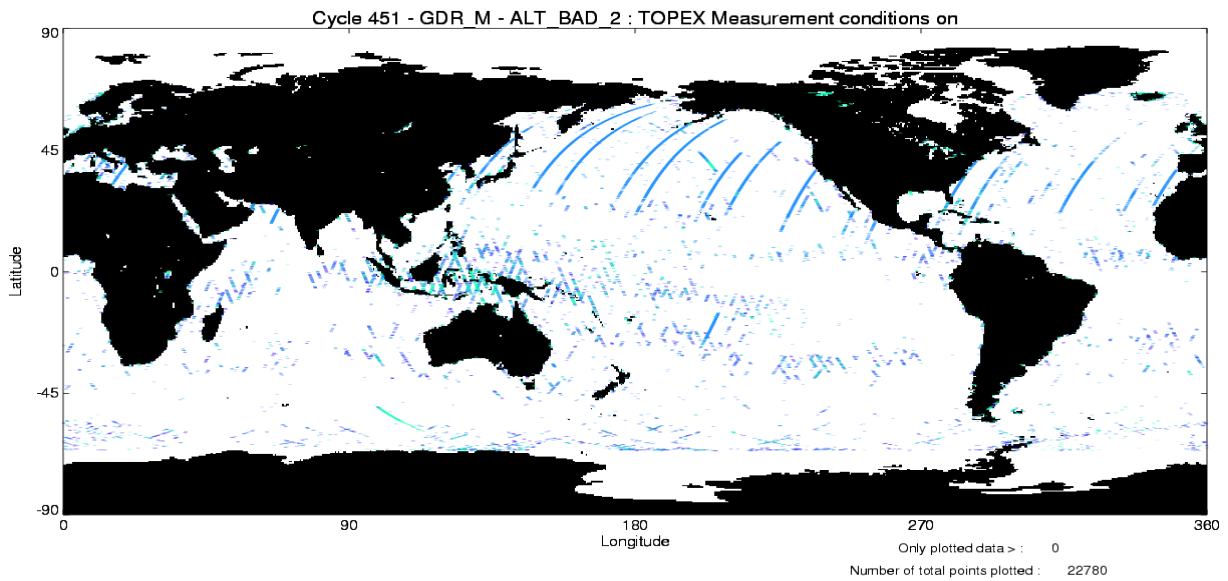 Cycle 451 - GDR_M - ALT_BAD_2 : TOPEX Measurement conditions on
90
45
0
-45
-90
Latitude
0 90 180 270 360
Longitude
Only plotted data > : 0
Number of total points plotted : 22780